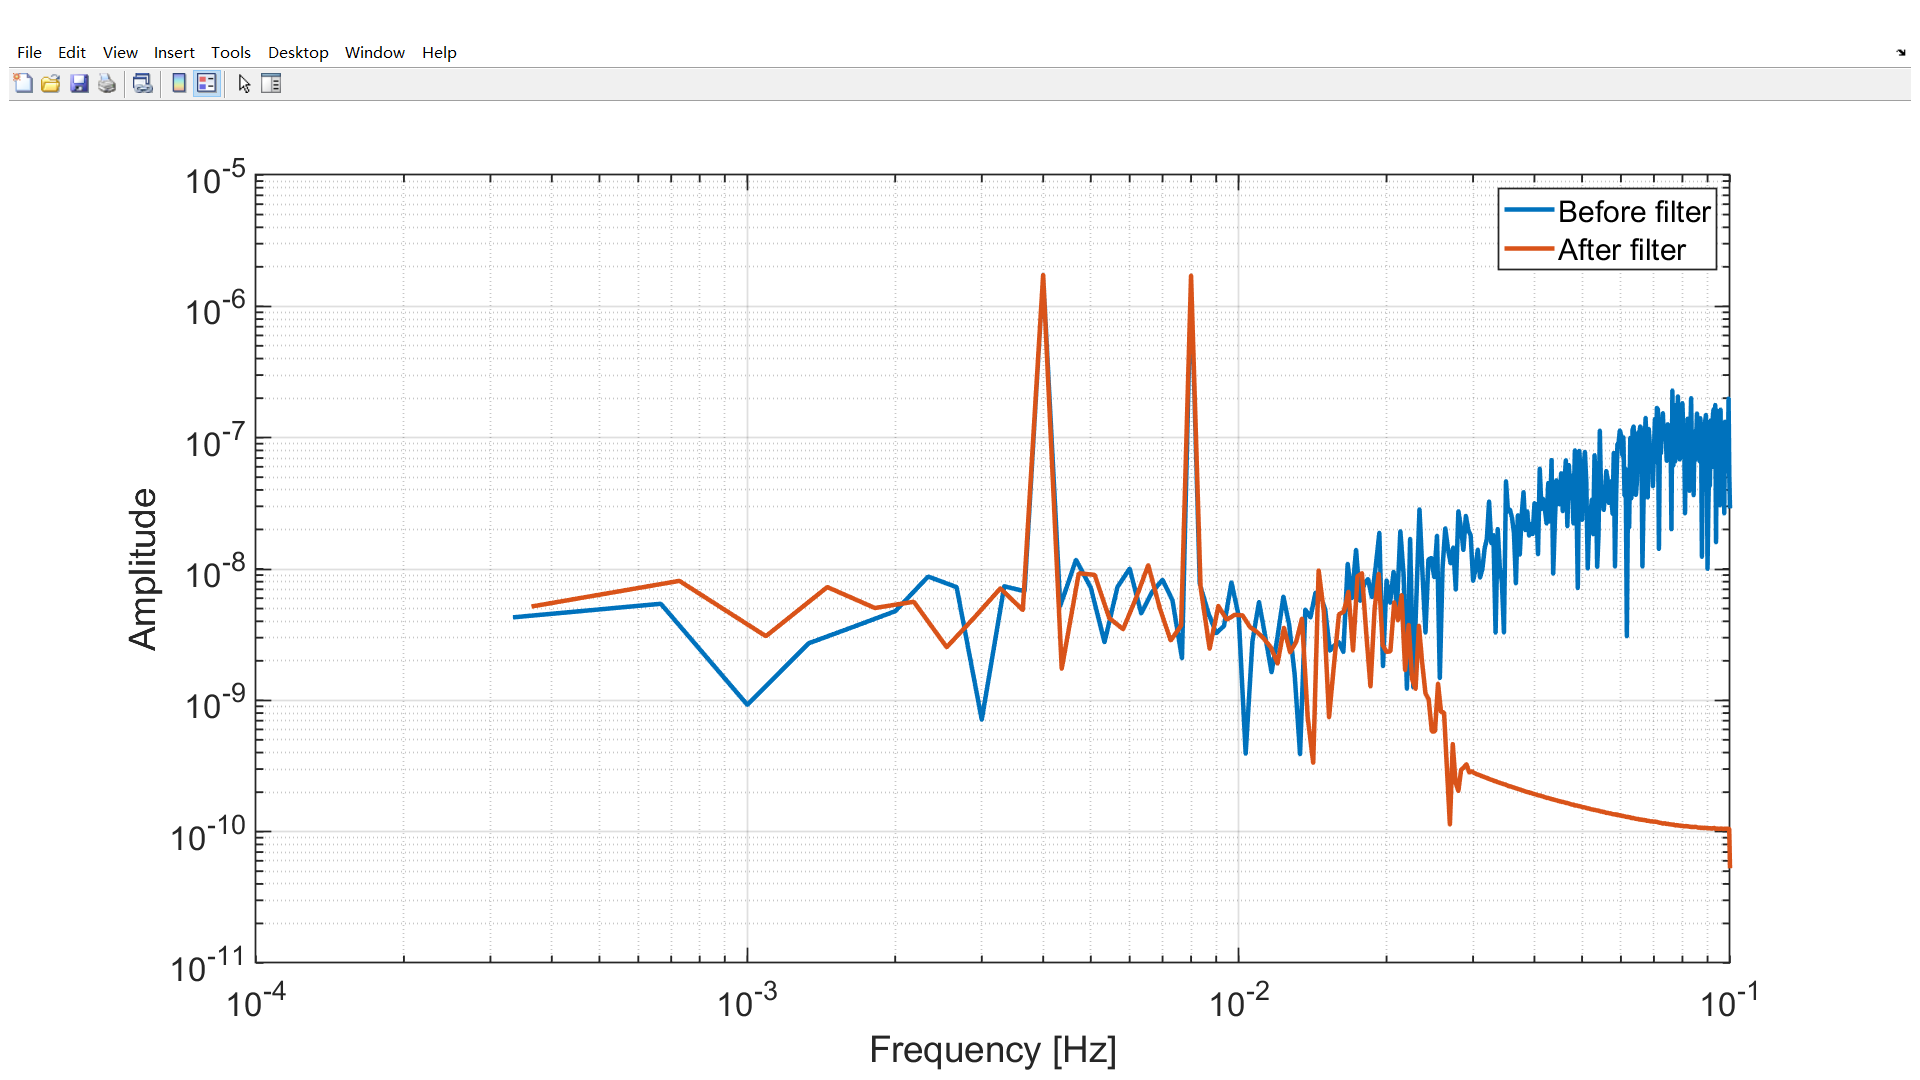 File Edit View Insert Tools Desktop Window Help
10^-5
Before filter
After filter
10^-6
10^-7
10^-8
10^-9
10^-10
10^-11
Amplitude
10^-4 10^-3 10^-2 10^-1
Frequency [Hz]